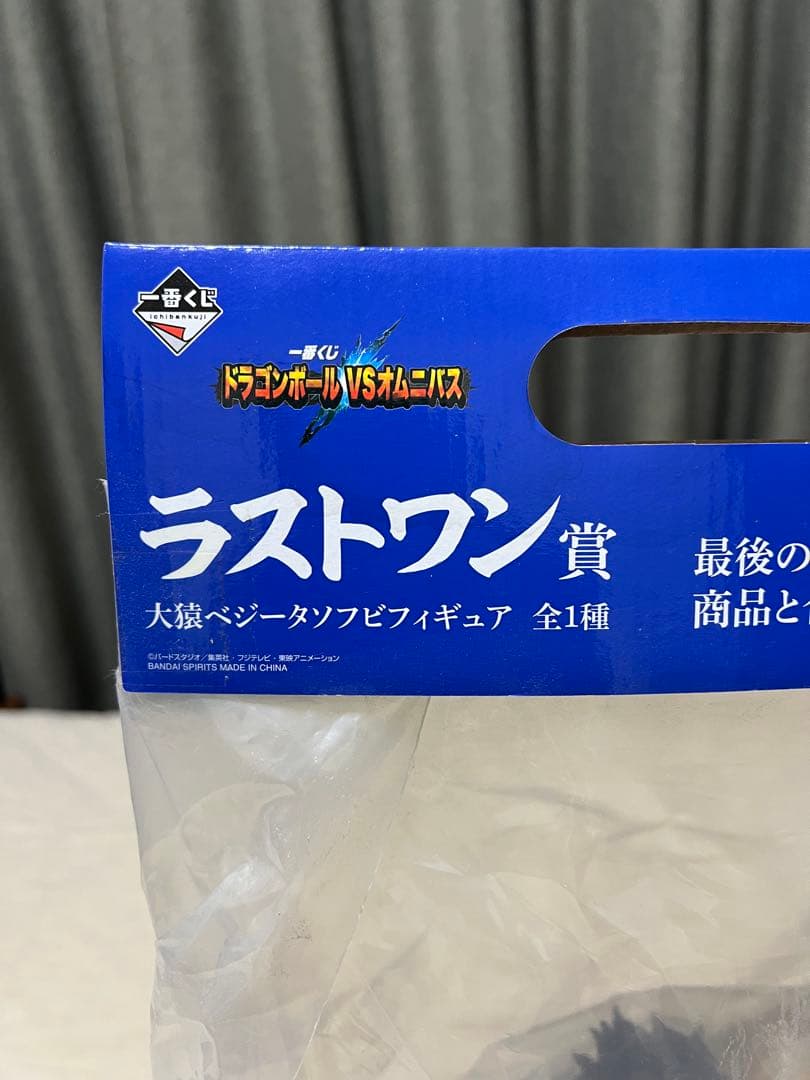 一番くじ
ichibankuji
一番くじ
ドラゴンボール VSオムニバス
ラストワン賞
大猿ベジータソフビフィギュア 全1種
最後の
商品と
©バードスタジオ／集英社・フジテレビ・東映アニメーション
BANDAI SPIRITS MADE IN CHINA